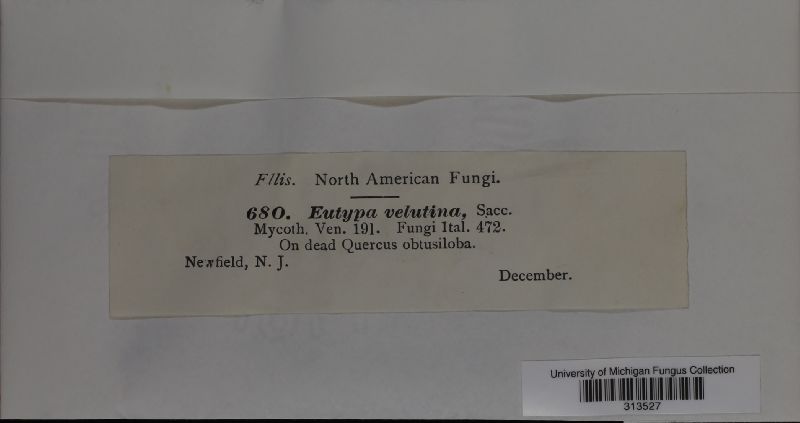 Ellis. North American Fungi.
680. Eutypa velutina, Sacc.
Mycoth. Ven. 191. Fungi Ital. 472.
On dead Quercus obtusiloba.
Newfield, N. J.
December.
University of Michigan Fungus Collection
313527